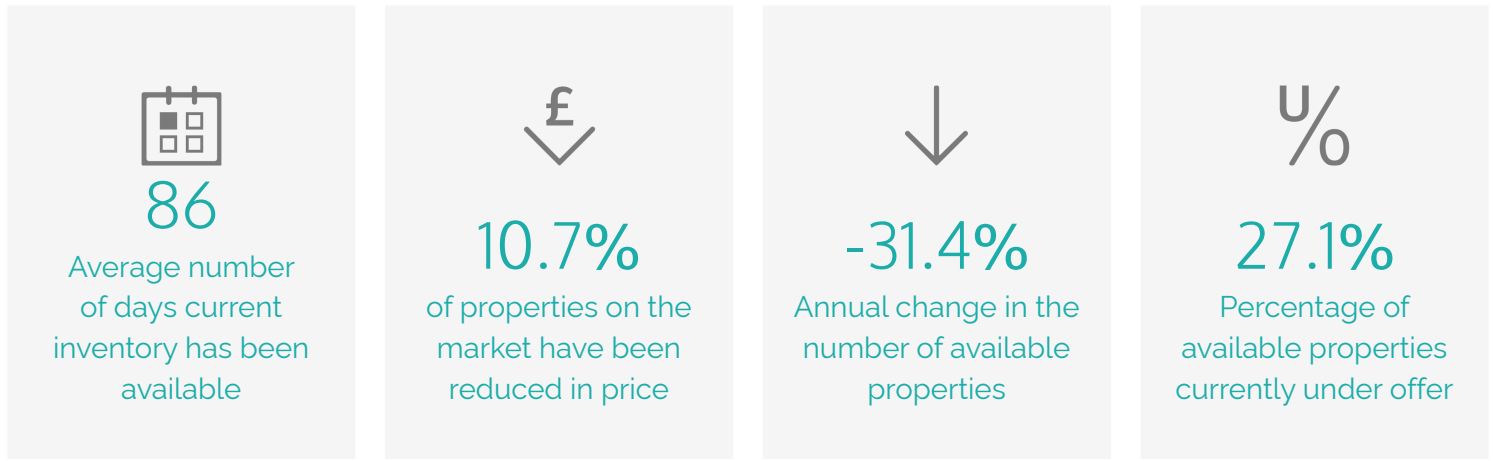 86
Average number
of days current
inventory has been
available
£
10.7%
of properties on the
market have been
reduced in price
-31.4%
Annual change in the
number of available
properties
U/O
27.1%
Percentage of
available properties
currently under offer